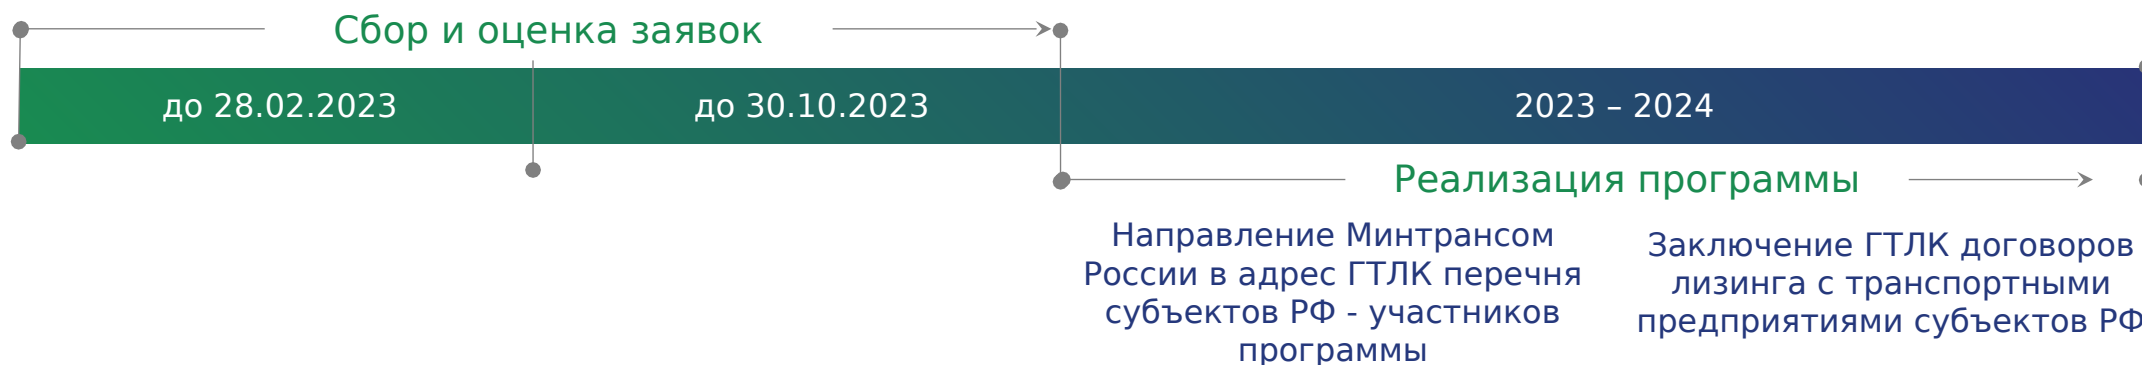 Сбор и оценка заявок
до 28.02.2023
до 30.10.2023
2023 – 2024
Реализация программы
Направление Минтрансом
России в адрес ГТЛК перечня
субъектов РФ - участников
программы
Заключение ГТЛК договоров
лизинга с транспортными
предприятиями субъектов РФ